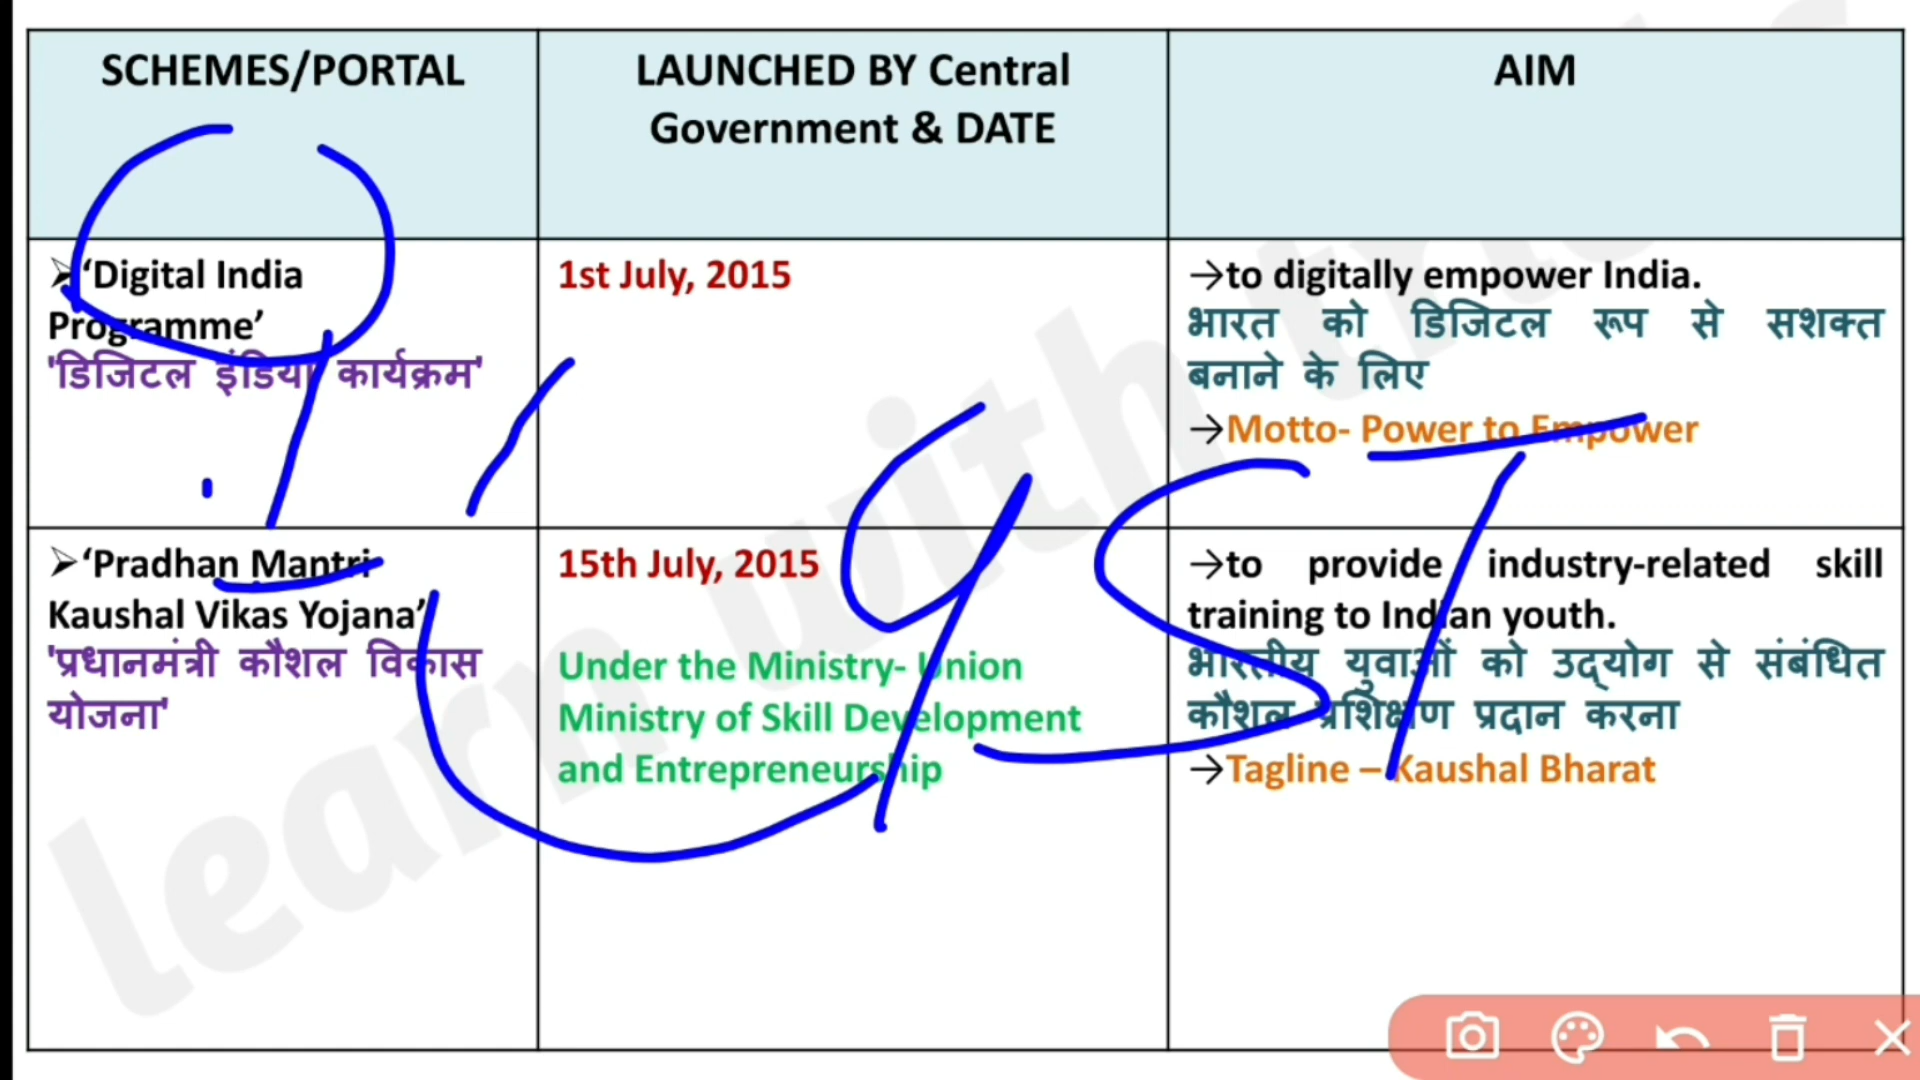 SCHEMES/PORTAL
LAUNCHED BY Central
Government & DATE
AIM
‘Digital India
Programme’
'डिजिटल इंडिया कार्यक्रम'
1st July, 2015
→to digitally empower India.
भारत को डिजिटल रूप से सशक्त
बनाने के लिए
→Motto- Power to Empower
‘Pradhan Mantri
Kaushal Vikas Yojana’
'प्रधानमंत्री कौशल विकास
योजना'
15th July, 2015
Under the Ministry- Union
Ministry of Skill Development
and Entrepreneurship
→to provide industry-related skill
training to Indian youth.
भारतीय युवाओं को उद्योग से संबंधित
कौशल प्रशिक्षण प्रदान करना
→Tagline – Kaushal Bharat
learn with